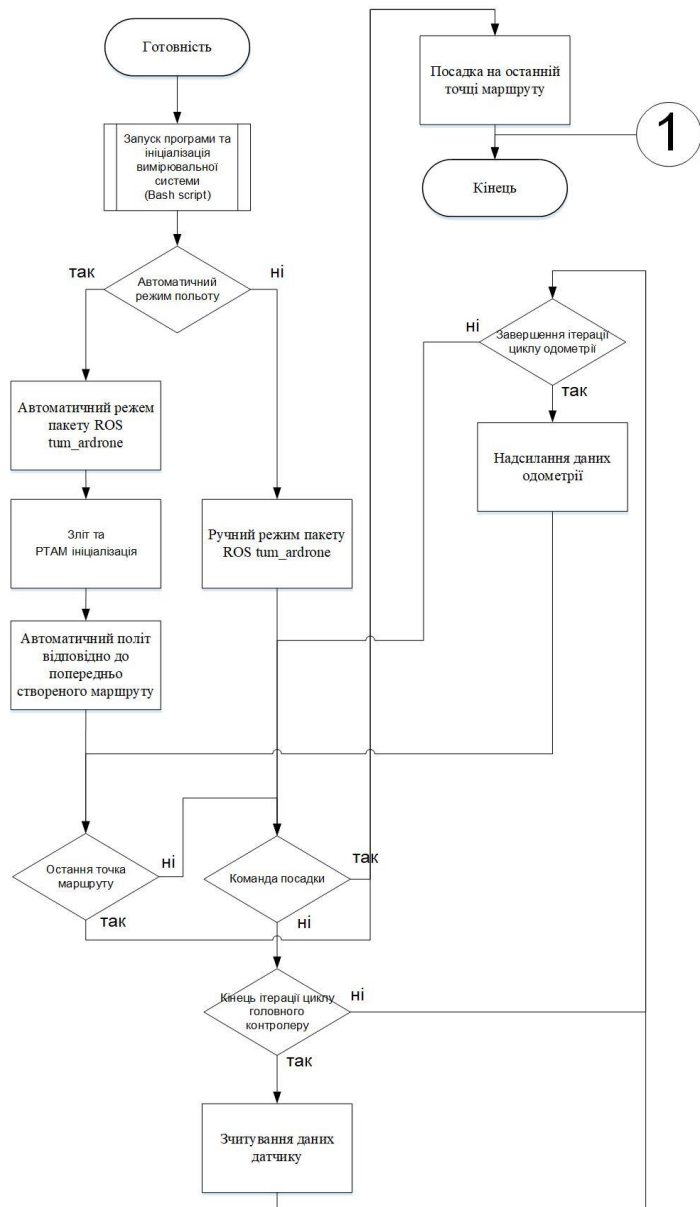 Готовність
Запуск програми та
ініціалізація
вимірювальної
системи
(Bash script)
так
Автоматичний
режим польоту
ні
Автоматичний режем
пакету ROS
tum_ardrone
Зліт та
PTAM ініціалізація
Автоматичний політ
відповідно до
попередньо
створеного маршруту
Ручний режим пакету
ROS tum_ardrone
Остання точка
маршруту
ні
так
Команда посадки
так
ні
Кінець ітерації циклу
головного
контролеру
ні
так
Зчитування даних
датчику
Посадка на останній
точці маршруту
1
Кінець
ні
Завершення ітерації
циклу одометрії
так
Надсилання даних
одометрії